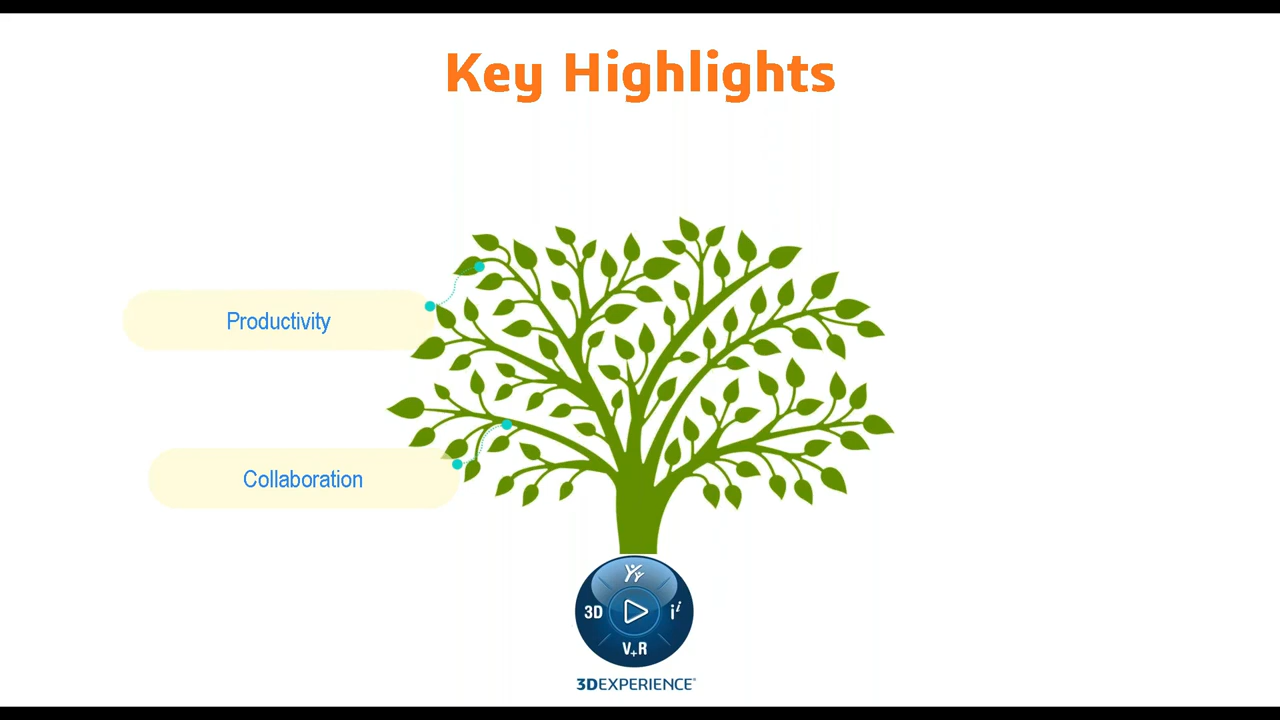 Key Highlights
Productivity
Collaboration
3D
i i
V+R
3DEXPERIENCE®